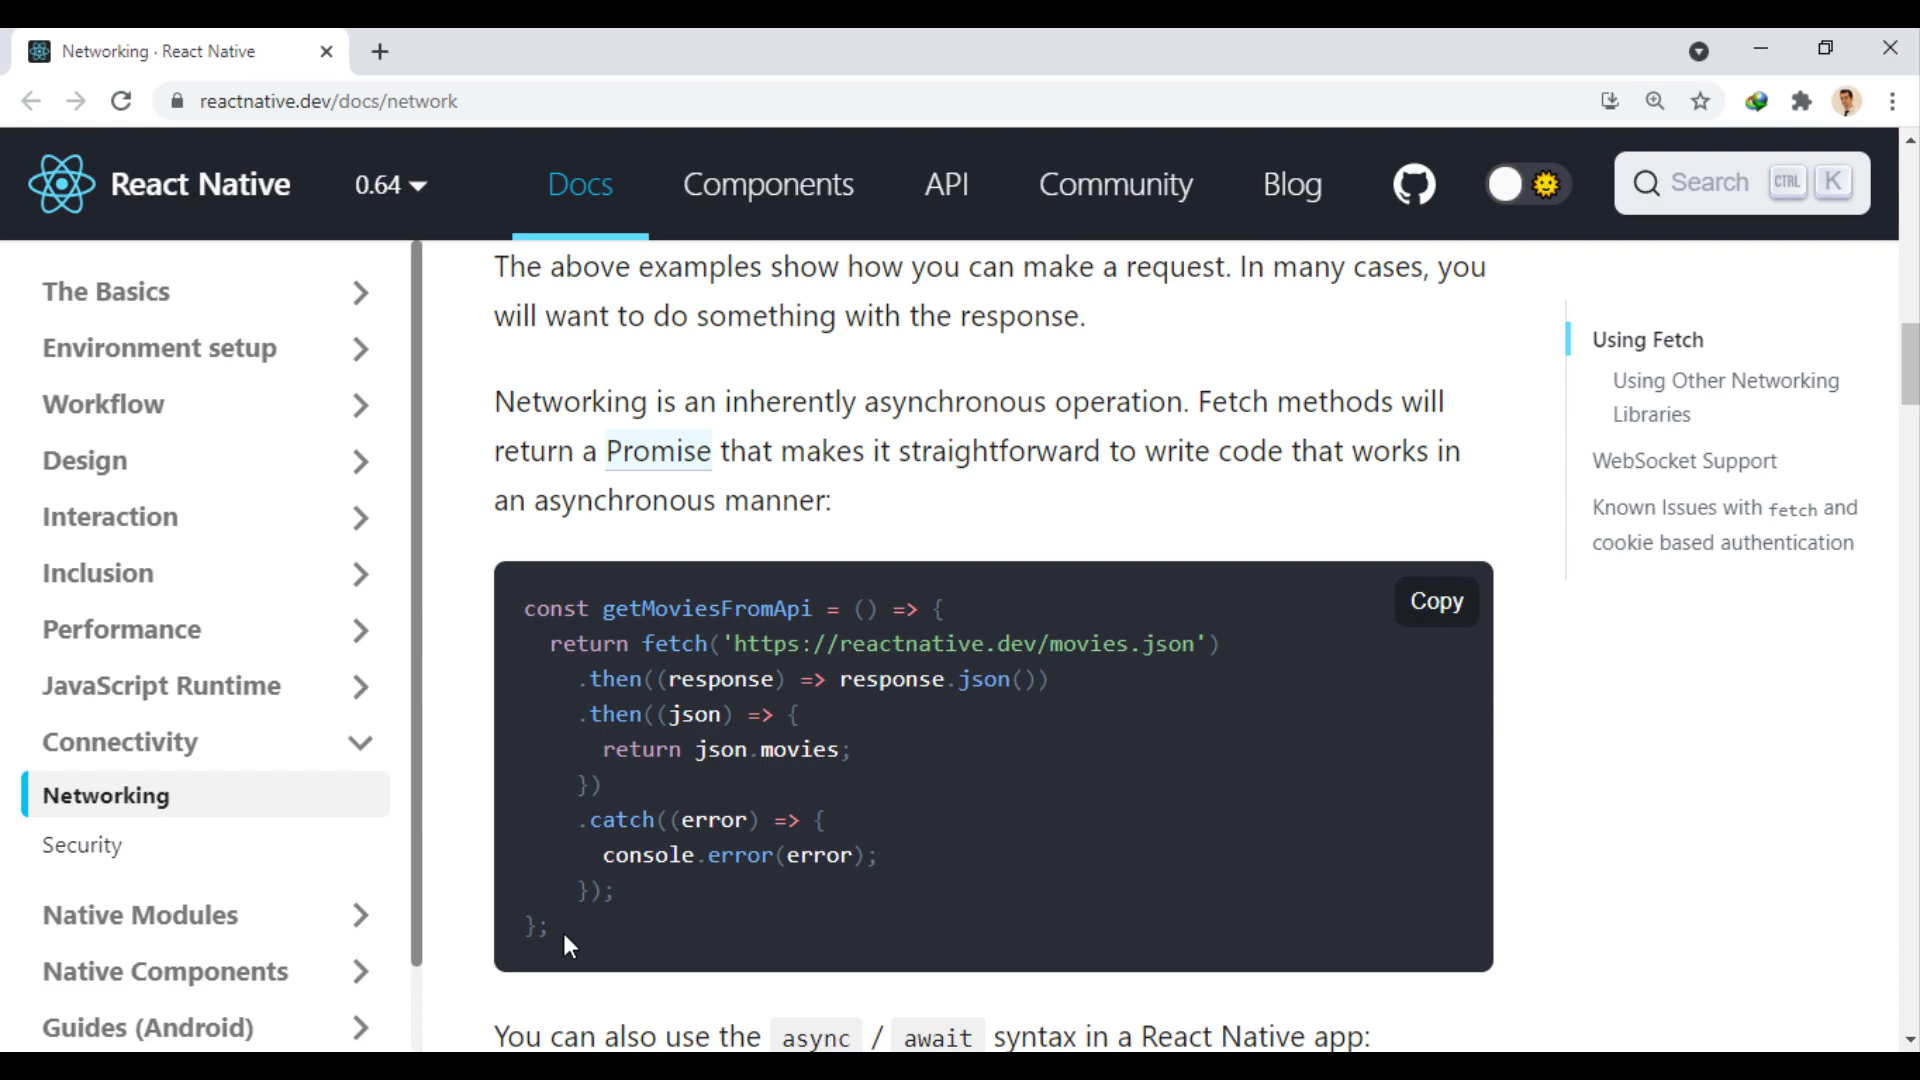 Networking · React Native
reactnative.dev/docs/network
React Native
0.64
Docs
Components
API
Community
Blog
Search
CTRL
K
The Basics
Environment setup
Workflow
Design
Interaction
Inclusion
Performance
JavaScript Runtime
Connectivity
Networking
Security
Native Modules
Native Components
Guides (Android)
The above examples show how you can make a request. In many cases, you
will want to do something with the response.
Networking is an inherently asynchronous operation. Fetch methods will
return a Promise that makes it straightforward to write code that works in
an asynchronous manner:
Copy
const getMoviesFromApi = () => {
  return fetch('https://reactnative.dev/movies.json')
    .then((response) => response.json())
    .then((json) => {
      return json.movies;
    })
    .catch((error) => {
      console.error(error);
    });
};
You can also use the async / await syntax in a React Native app:
Using Fetch
Using Other Networking
Libraries
WebSocket Support
Known Issues with fetch and
cookie based authentication